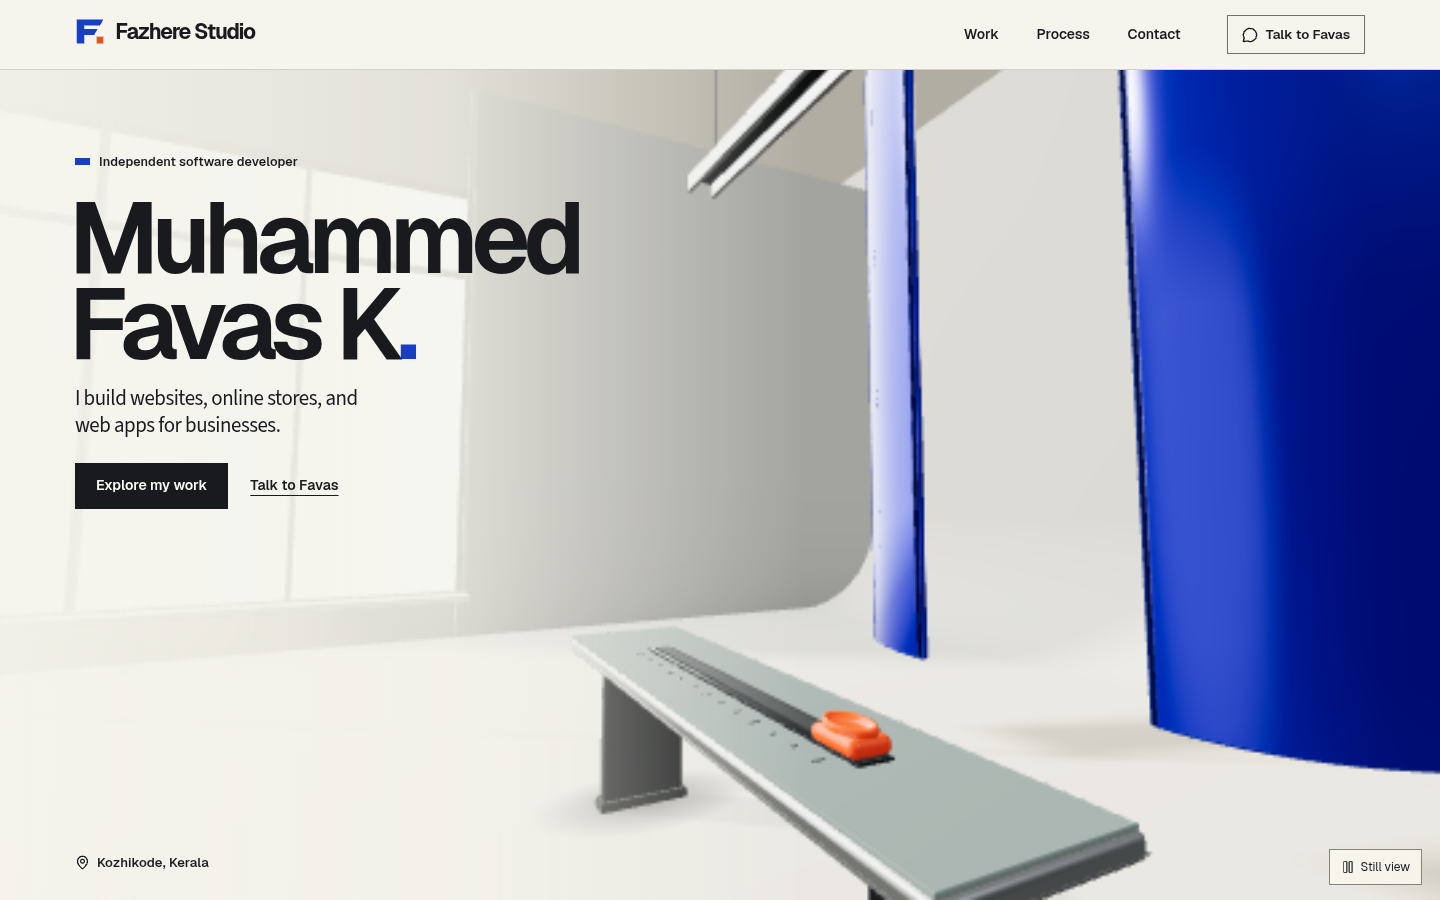 Fazhere Studio
Work
Process
Contact
Talk to Favas
Independent software developer
Muhammed
Favas K.
I build websites, online stores, and
web apps for businesses.
Explore my work
Talk to Favas
Kozhikode, Kerala
Still view